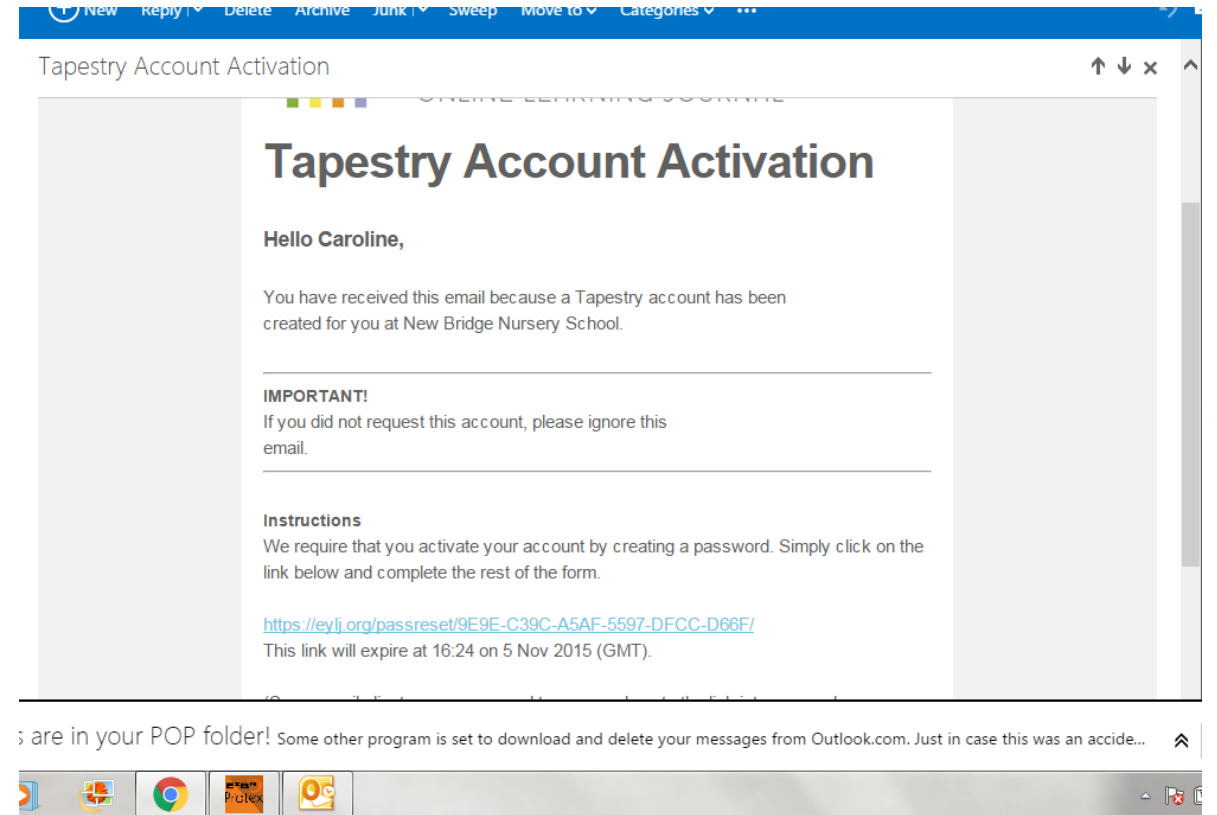 New Reply Delete Archive Junk Sweep Move to Categories ...
Tapestry Account Activation
ONLINE LEARNING JOURNAL
Tapestry Account Activation
Hello Caroline,
You have received this email because a Tapestry account has been
created for you at New Bridge Nursery School.
IMPORTANT!
If you did not request this account, please ignore this
email.
Instructions
We require that you activate your account by creating a password. Simply click on the
link below and complete the rest of the form.
https://eylj.org/passreset/9E9E-C39C-A5AF-5597-DFCC-D66F/
This link will expire at 16:24 on 5 Nov 2015 (GMT).
s are in your POP folder! Some other program is set to download and delete your messages from Outlook.com. Just in case this was an accide...